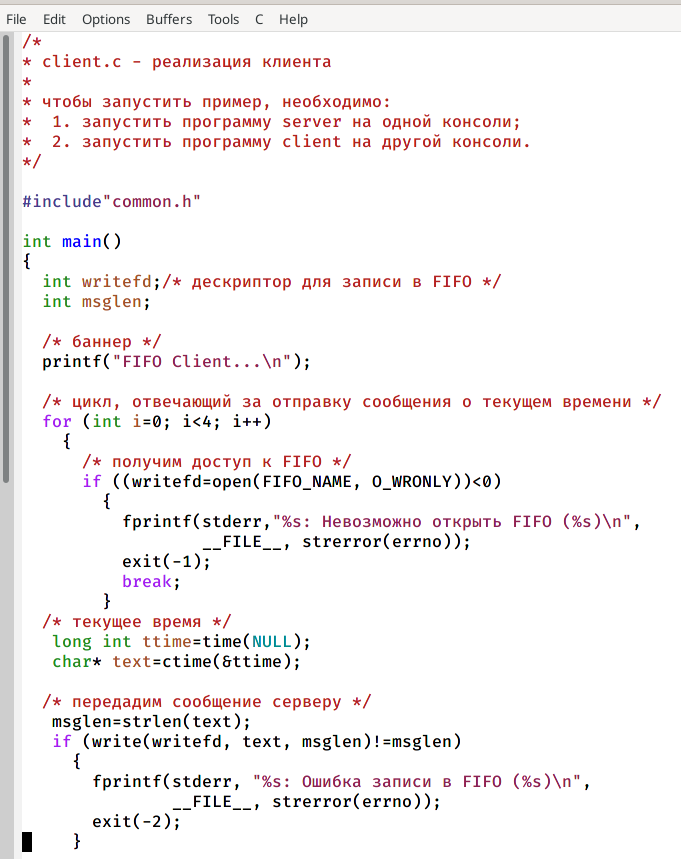 File Edit Options Buffers Tools C Help
/*
* client.c - реализация клиента
*
* чтобы запустить пример, необходимо:
*  1. запустить программу server на одной консоли;
*  2. запустить программу client на другой консоли.
*/

#include"common.h"

int main()
{
  int writefd;/* дескриптор для записи в FIFO */
  int msglen;

  /* баннер */
  printf("FIFO Client...\n");

  /* цикл, отвечающий за отправку сообщения о текущем времени */
  for (int i=0; i<4; i++)
    {
      /* получим доступ к FIFO */
      if ((writefd=open(FIFO_NAME, O_WRONLY))<0)
        {
          fprintf(stderr,"%s: Невозможно открыть FIFO (%s)\n",
                  __FILE__, strerror(errno));
          exit(-1);
          break;
        }
  /* текущее время */
   long int ttime=time(NULL);
   char* text=ctime(&ttime);

  /* передадим сообщение серверу */
   msglen=strlen(text);
   if (write(writefd, text, msglen)!=msglen)
     {
       fprintf(stderr, "%s: Ошибка записи в FIFO (%s)\n",
               __FILE__, strerror(errno));
       exit(-2);
     }